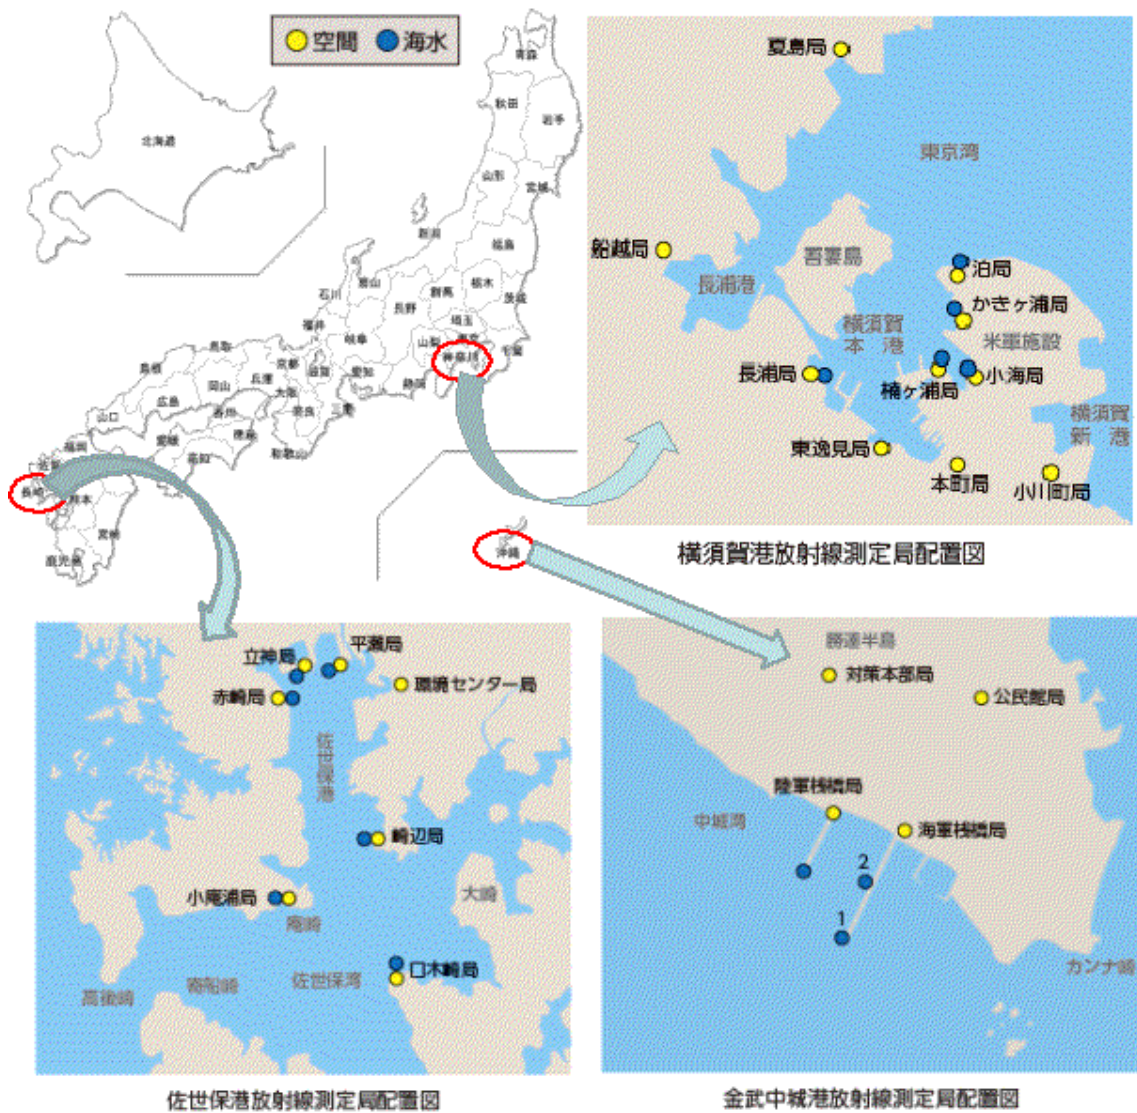 空間 海水
北海道
青森
秋田
岩手
山形
宮城
新潟
福島
富山
石川
群馬
栃木
長野
茨城
埼玉
福井
岐阜
山梨
東京
千葉
神奈川
鳥取
京都
滋賀
愛知
静岡
島根
兵庫
岡山
大阪
広島
三重
奈良
香川
山口
徳島
和歌山
愛媛
高知
福岡
佐賀
長崎
熊本
宮崎
鹿児島
沖縄
夏島局
東京湾
船越局
吾妻島
泊局
長浦港
かきヶ浦局
横須賀
本 港
米軍施設
長浦局
楠ヶ浦局
小海局
横須賀
新 港
東逸見局
本町局
小川町局
横須賀港放射線測定局配置図
立神局
平瀬局
赤崎局
環境センター局
佐世保港
崎辺局
小庵浦局
庵崎
大崎
口木崎局
佐世保湾
寄船崎
高後崎
佐世保港放射線測定局配置図
勝連半島
対策本部局
公民館局
陸軍桟橋局
中城湾
海軍桟橋局
2
1
カンナ崎
金武中城港放射線測定局配置図